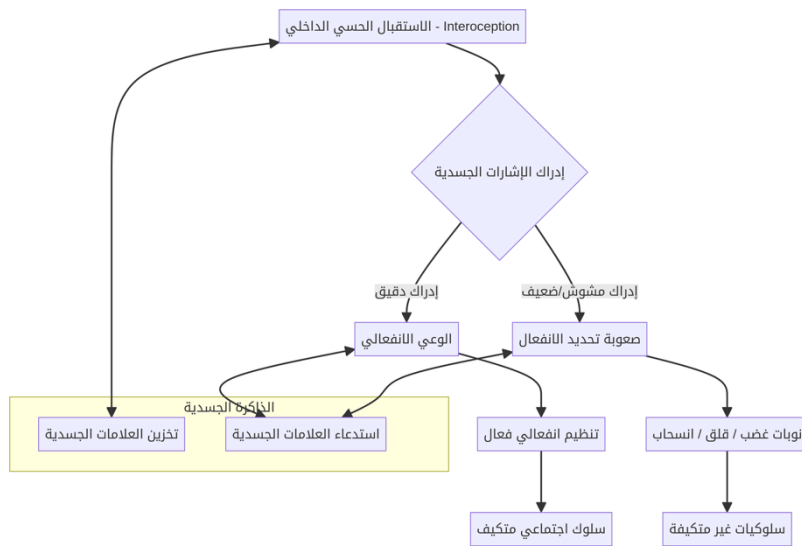 الاستقبال الحسي الداخلي - Interoception
إدراك الإشارات الجسدية
إدراك مشوش/ضعيف
إدراك دقيق
صعوبة تحديد الانفعال
الوعي الانفعالي
الذاكرة الجسدية
نوبات غضب / قلق / انسحاب
تنظيم انفعالي فعال
استدعاء العلامات الجسدية
تخزين العلامات الجسدية
سلوكيات غير متكيفة
سلوك اجتماعي متكيف